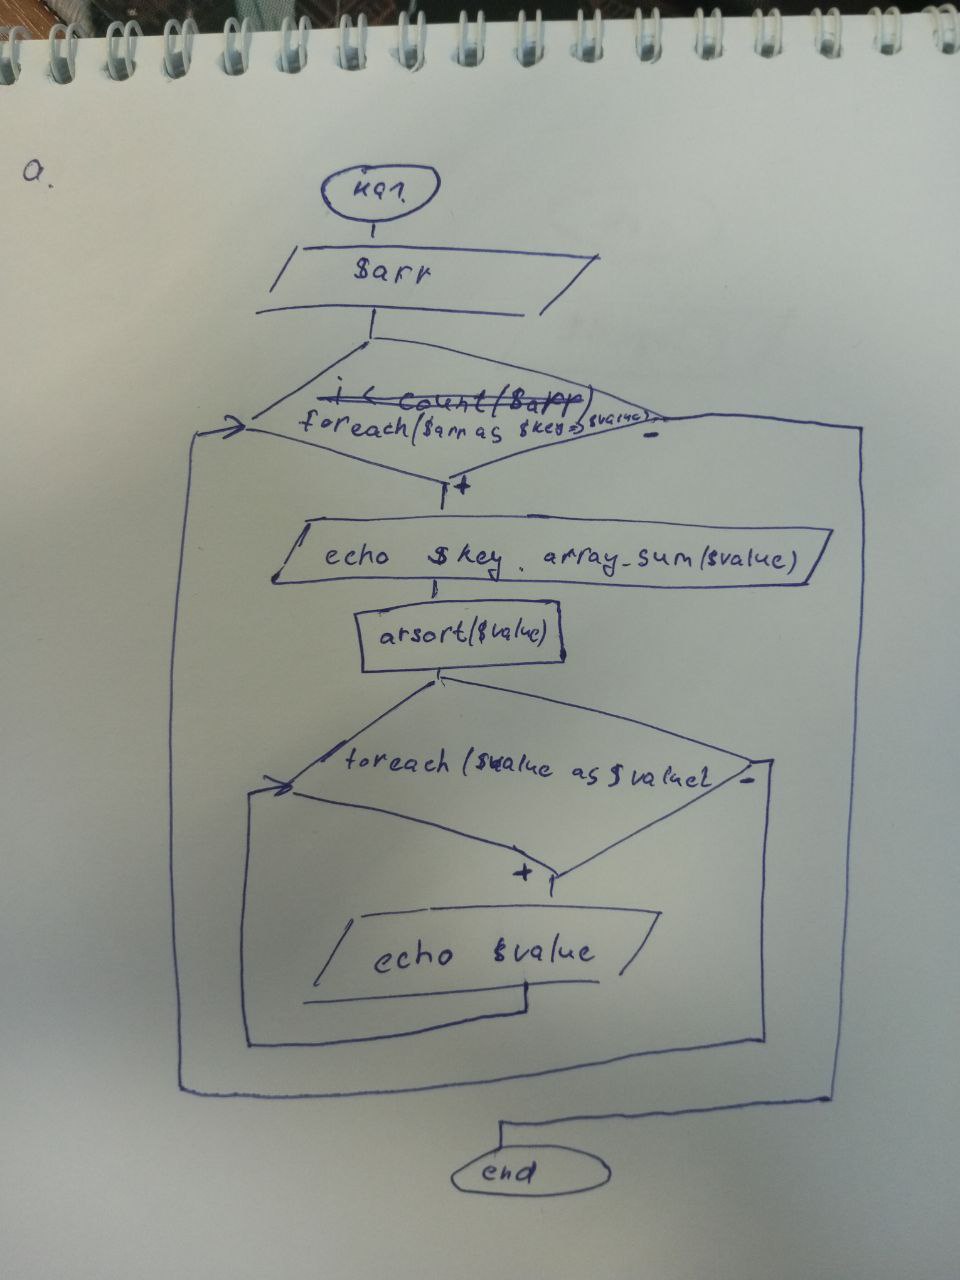 a.
нач.
$arr
i < count($arr)
foreach($arr as $key=>$value)
-
+
echo $key. array_sum($value)
arsort($value)
foreach ($value as $value)
-
+
echo $value
end